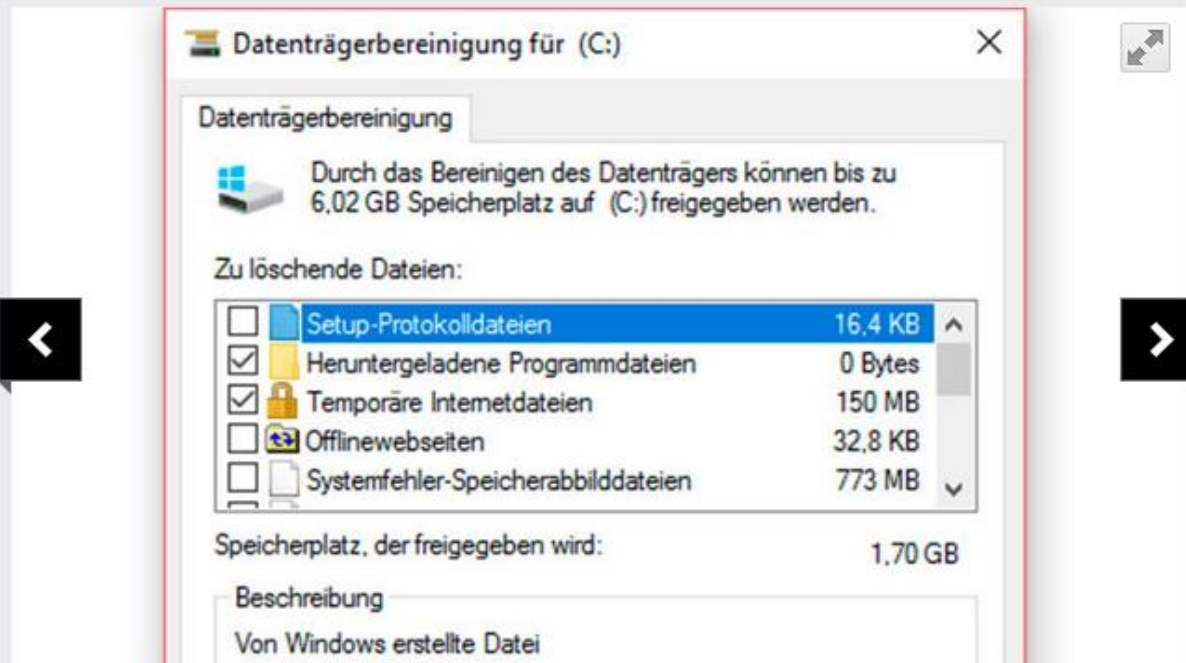 Datenträgerbereinigung für (C:)
Datenträgerbereinigung
Durch das Bereinigen des Datenträgers können bis zu
6,02 GB Speicherplatz auf (C:) freigegeben werden.
Zu löschende Dateien:
Setup-Protokolldateien 16,4 KB
Heruntergeladene Programmdateien 0 Bytes
Temporäre Internetdateien 150 MB
Offlinewebseiten 32,8 KB
Systemfehler-Speicherabbilddateien 773 MB
Speicherplatz, der freigegeben wird: 1,70 GB
Beschreibung
Von Windows erstellte Datei